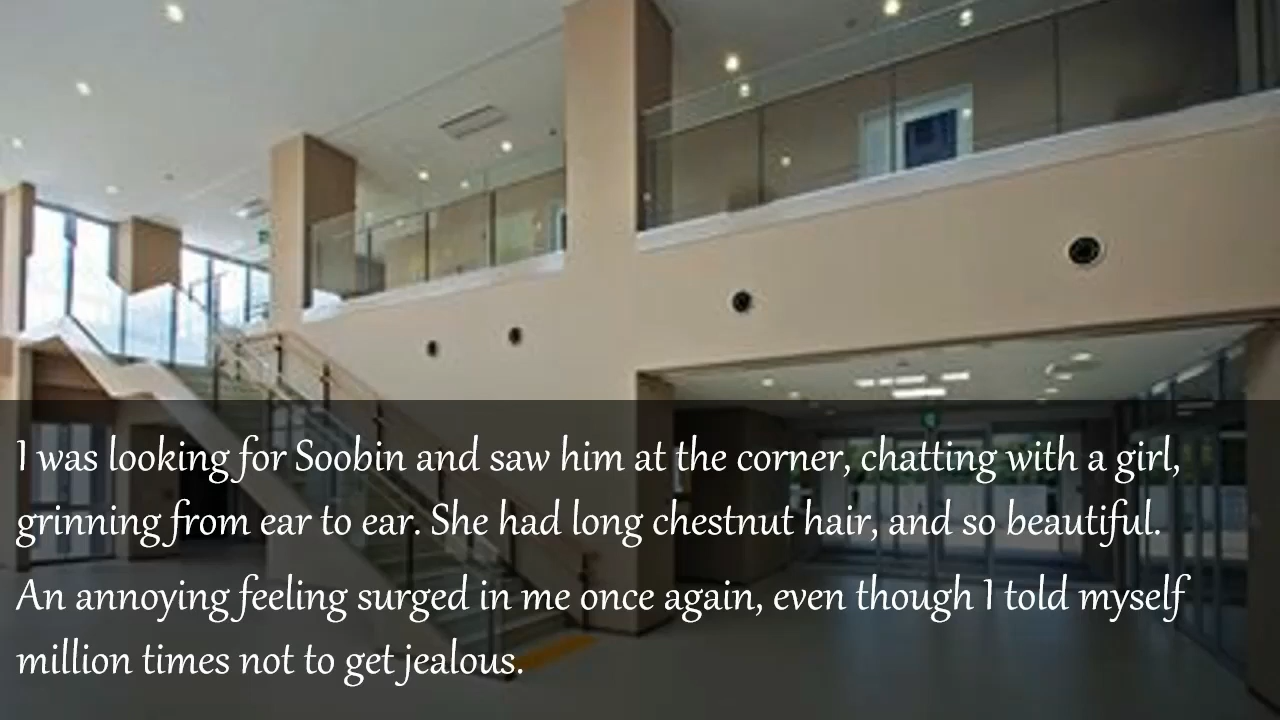 I was looking for Soobin and saw him at the corner, chatting with a girl,
grinning from ear to ear. She had long chestnut hair, and so beautiful.
An annoying feeling surged in me once again, even though I told myself
million times not to get jealous.